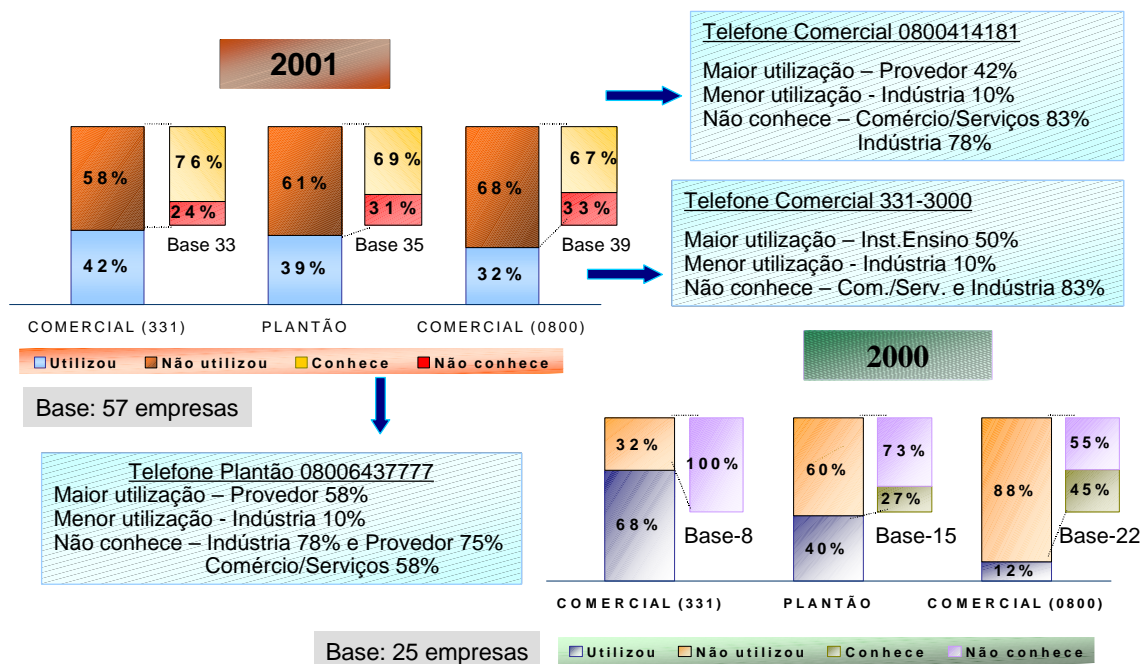 2001
Telefone Comercial 0800414181
Maior utilização – Provedor 42%
Menor utilização - Indústria 10%
Não conhece – Comércio/Serviços 83%
Indústria 78%
58%
76%
24%
Base 33
42%
61%
69%
31%
Base 35
39%
68%
67%
33%
Base 39
32%
COMERCIAL (331)
PLANTÃO
COMERCIAL (0800)
Utilizou Não utilizou Conhece Não conhece
Telefone Comercial 331-3000
Maior utilização – Inst.Ensino 50%
Menor utilização - Indústria 10%
Não conhece – Com./Serv. e Indústria 83%
Base: 57 empresas
Telefone Plantão 08006437777
Maior utilização – Provedor 58%
Menor utilização - Indústria 10%
Não conhece – Indústria 78% e Provedor 75%
Comércio/Serviços 58%
2000
32%
100%
Base-8
68%
60%
73%
27%
Base-15
40%
88%
55%
45%
Base-22
12%
COMERCIAL (331)
PLANTÃO
COMERCIAL (0800)
Base: 25 empresas
Utilizou Não utilizou Conhece Não conhece